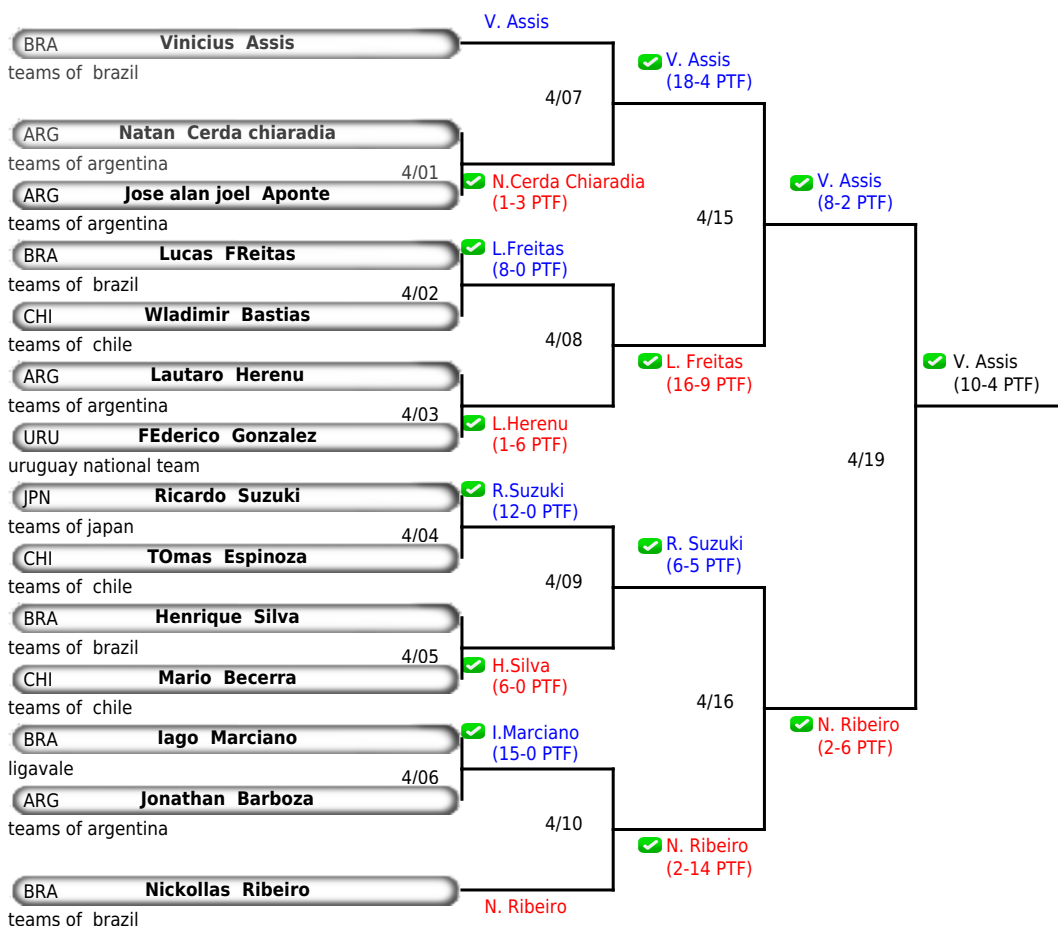 V. Assis
BRA Vinicius Assis
teams of brazil
V. Assis
(18-4 PTF)
4/07
ARG Natan Cerda chiaradia
teams of argentina
4/01
N.Cerda Chiaradia
(1-3 PTF)
ARG Jose alan joel Aponte
teams of argentina
V. Assis
(8-2 PTF)
4/15
BRA Lucas FReitas
teams of brazil
L.Freitas
(8-0 PTF)
4/02
CHI Wladimir Bastias
teams of chile
4/08
L. Freitas
(16-9 PTF)
ARG Lautaro Herenu
teams of argentina
V. Assis
(10-4 PTF)
4/03
L.Herenu
(1-6 PTF)
URU FEderico Gonzalez
uruguay national team
4/19
JPN Ricardo Suzuki
teams of japan
R.Suzuki
(12-0 PTF)
4/04
CHI TOmas Espinoza
teams of chile
R. Suzuki
(6-5 PTF)
4/09
BRA Henrique Silva
teams of brazil
4/05
H.Silva
(6-0 PTF)
CHI Mario Becerra
teams of chile
4/16
BRA Iago Marciano
ligavale
I.Marciano
(15-0 PTF)
N. Ribeiro
(2-6 PTF)
4/06
ARG Jonathan Barboza
teams of argentina
4/10
N. Ribeiro
(2-14 PTF)
BRA Nickollas Ribeiro
teams of brazil
N. Ribeiro